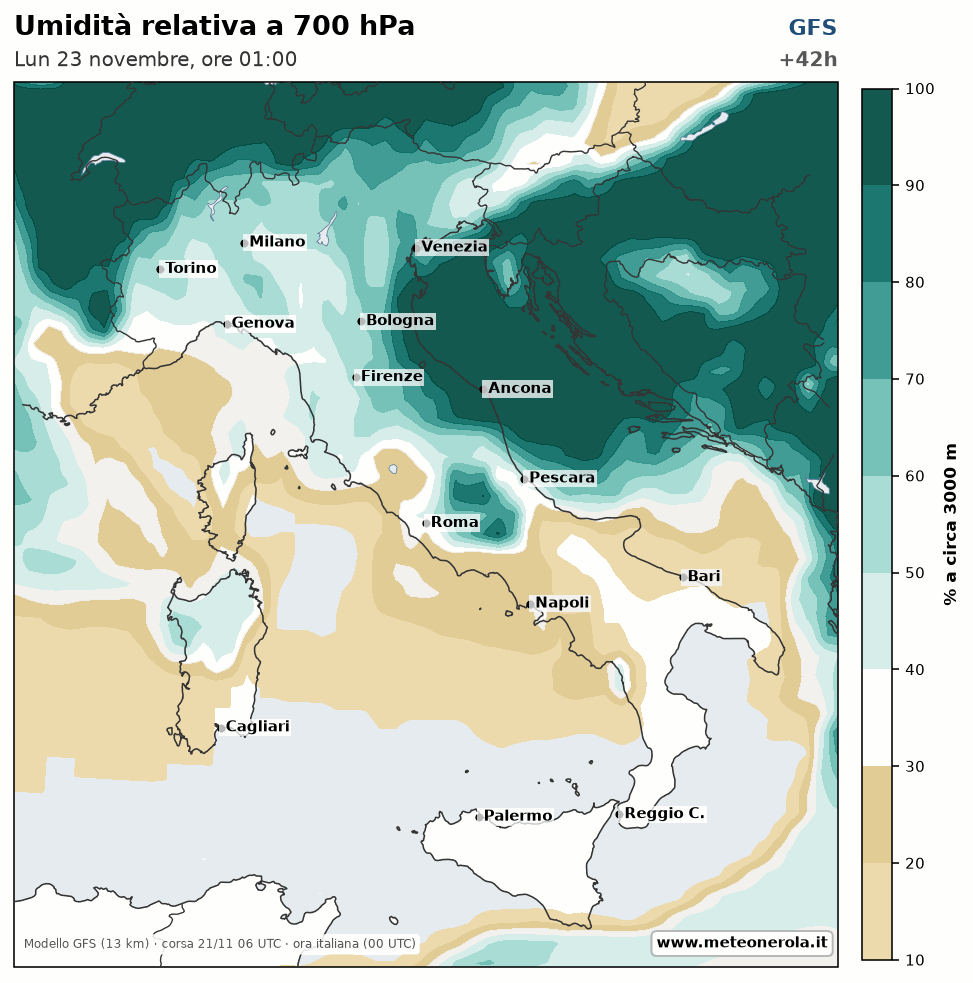 Umidità relativa a 700 hPa
GFS
Lun 23 novembre, ore 01:00
+42h
Milano
Venezia
Torino
Genova
Bologna
Firenze
Ancona
Pescara
Roma
Bari
Napoli
Cagliari
Palermo
Reggio C.
100
90
80
70
60
50
40
30
20
10
% a circa 3000 m
Modello GFS (13 km) · corsa 21/11 06 UTC · ora italiana (00 UTC)
www.meteonerola.it